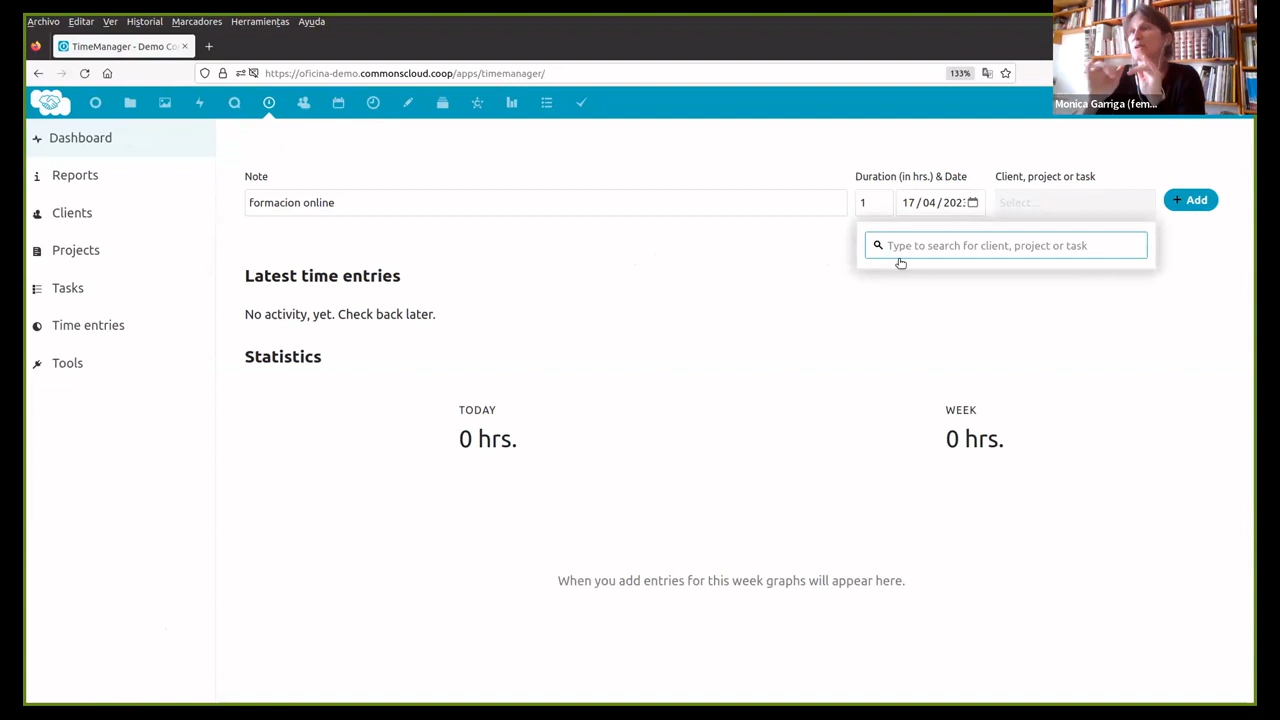 Archivo Editar Ver Historial Marcadores Herramientas Ayuda
TimeManager - Demo Co
https://oficina-demo.commonscloud.coop/apps/timemanager/
133%
Monica Garriga (fem...
Dashboard
Reports
Clients
Projects
Tasks
Time entries
Tools
Note
Duration (in hrs.) & Date
Client, project or task
formacion online
1
17/04/202
Select...
+ Add
Type to search for client, project or task
Latest time entries
No activity, yet. Check back later.
Statistics
TODAY
WEEK
0 hrs.
0 hrs.
When you add entries for this week graphs will appear here.